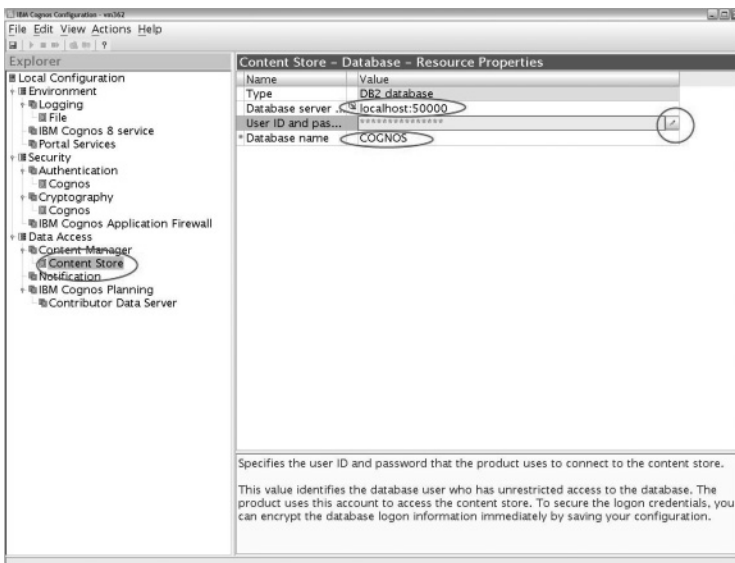 IBM Cognos Configuration - vm362
File Edit View Actions Help
Explorer
Local Configuration
Environment
Logging
File
IBM Cognos 8 service
Portal Services
Security
Authentication
Cognos
Cryptography
Cognos
IBM Cognos Application Firewall
Data Access
Content Manager
Content Store
Notification
IBM Cognos Planning
Contributor Data Server
Content Store - Database - Resource Properties
Name Value
Type DB2 database
Database server ... localhost:50000
User ID and pas... ***************
* Database name COGNOS
Specifies the user ID and password that the product uses to connect to the content store.
This value identifies the database user who has unrestricted access to the database. The
product uses this account to access the content store. To secure the logon credentials, you
can encrypt the database logon information immediately by saving your configuration.